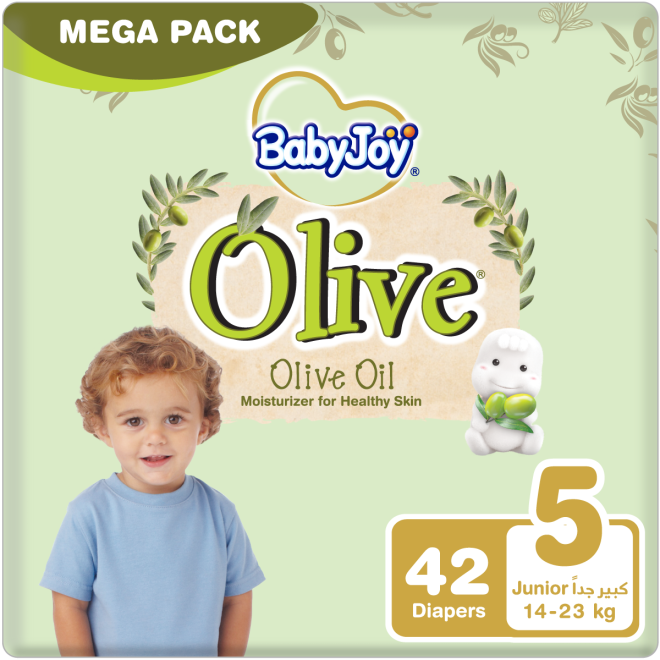 MEGA PACK
BabyJoy®
Olive®
Olive Oil
Moisturizer for Healthy Skin
5
42
Diapers
Junior كبير جداً
14-23 kg